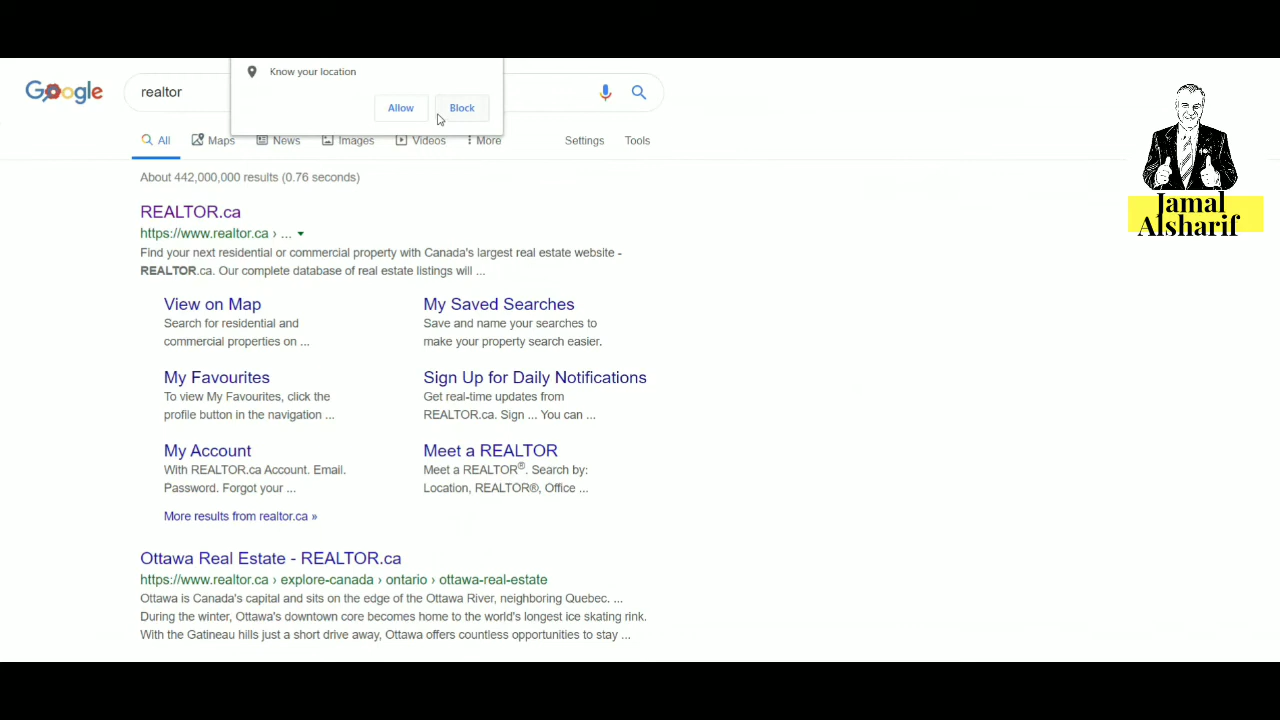 Know your location
Google
realtor
Allow
Block
All
Maps
News
Images
Videos
More
Settings
Tools
About 442,000,000 results (0.76 seconds)
REALTOR.ca
https://www.realtor.ca › ...
Find your next residential or commercial property with Canada's largest real estate website -
REALTOR.ca. Our complete database of real estate listings will ...
View on Map
Search for residential and
commercial properties on ...
My Saved Searches
Save and name your searches to
make your property search easier.
My Favourites
To view My Favourites, click the
profile button in the navigation ...
Sign Up for Daily Notifications
Get real-time updates from
REALTOR.ca. Sign ... You can ...
My Account
With REALTOR.ca Account. Email.
Password. Forgot your ...
Meet a REALTOR
Meet a REALTOR®. Search by:
Location, REALTOR®, Office ...
More results from realtor.ca »
Ottawa Real Estate - REALTOR.ca
https://www.realtor.ca › explore-canada › ontario › ottawa-real-estate
Ottawa is Canada's capital and sits on the edge of the Ottawa River, neighboring Quebec. ...
During the winter, Ottawa's downtown core becomes home to the world's longest ice skating rink.
With the Gatineau hills just a short drive away, Ottawa offers countless opportunities to stay ...
Jamal
Alsharif